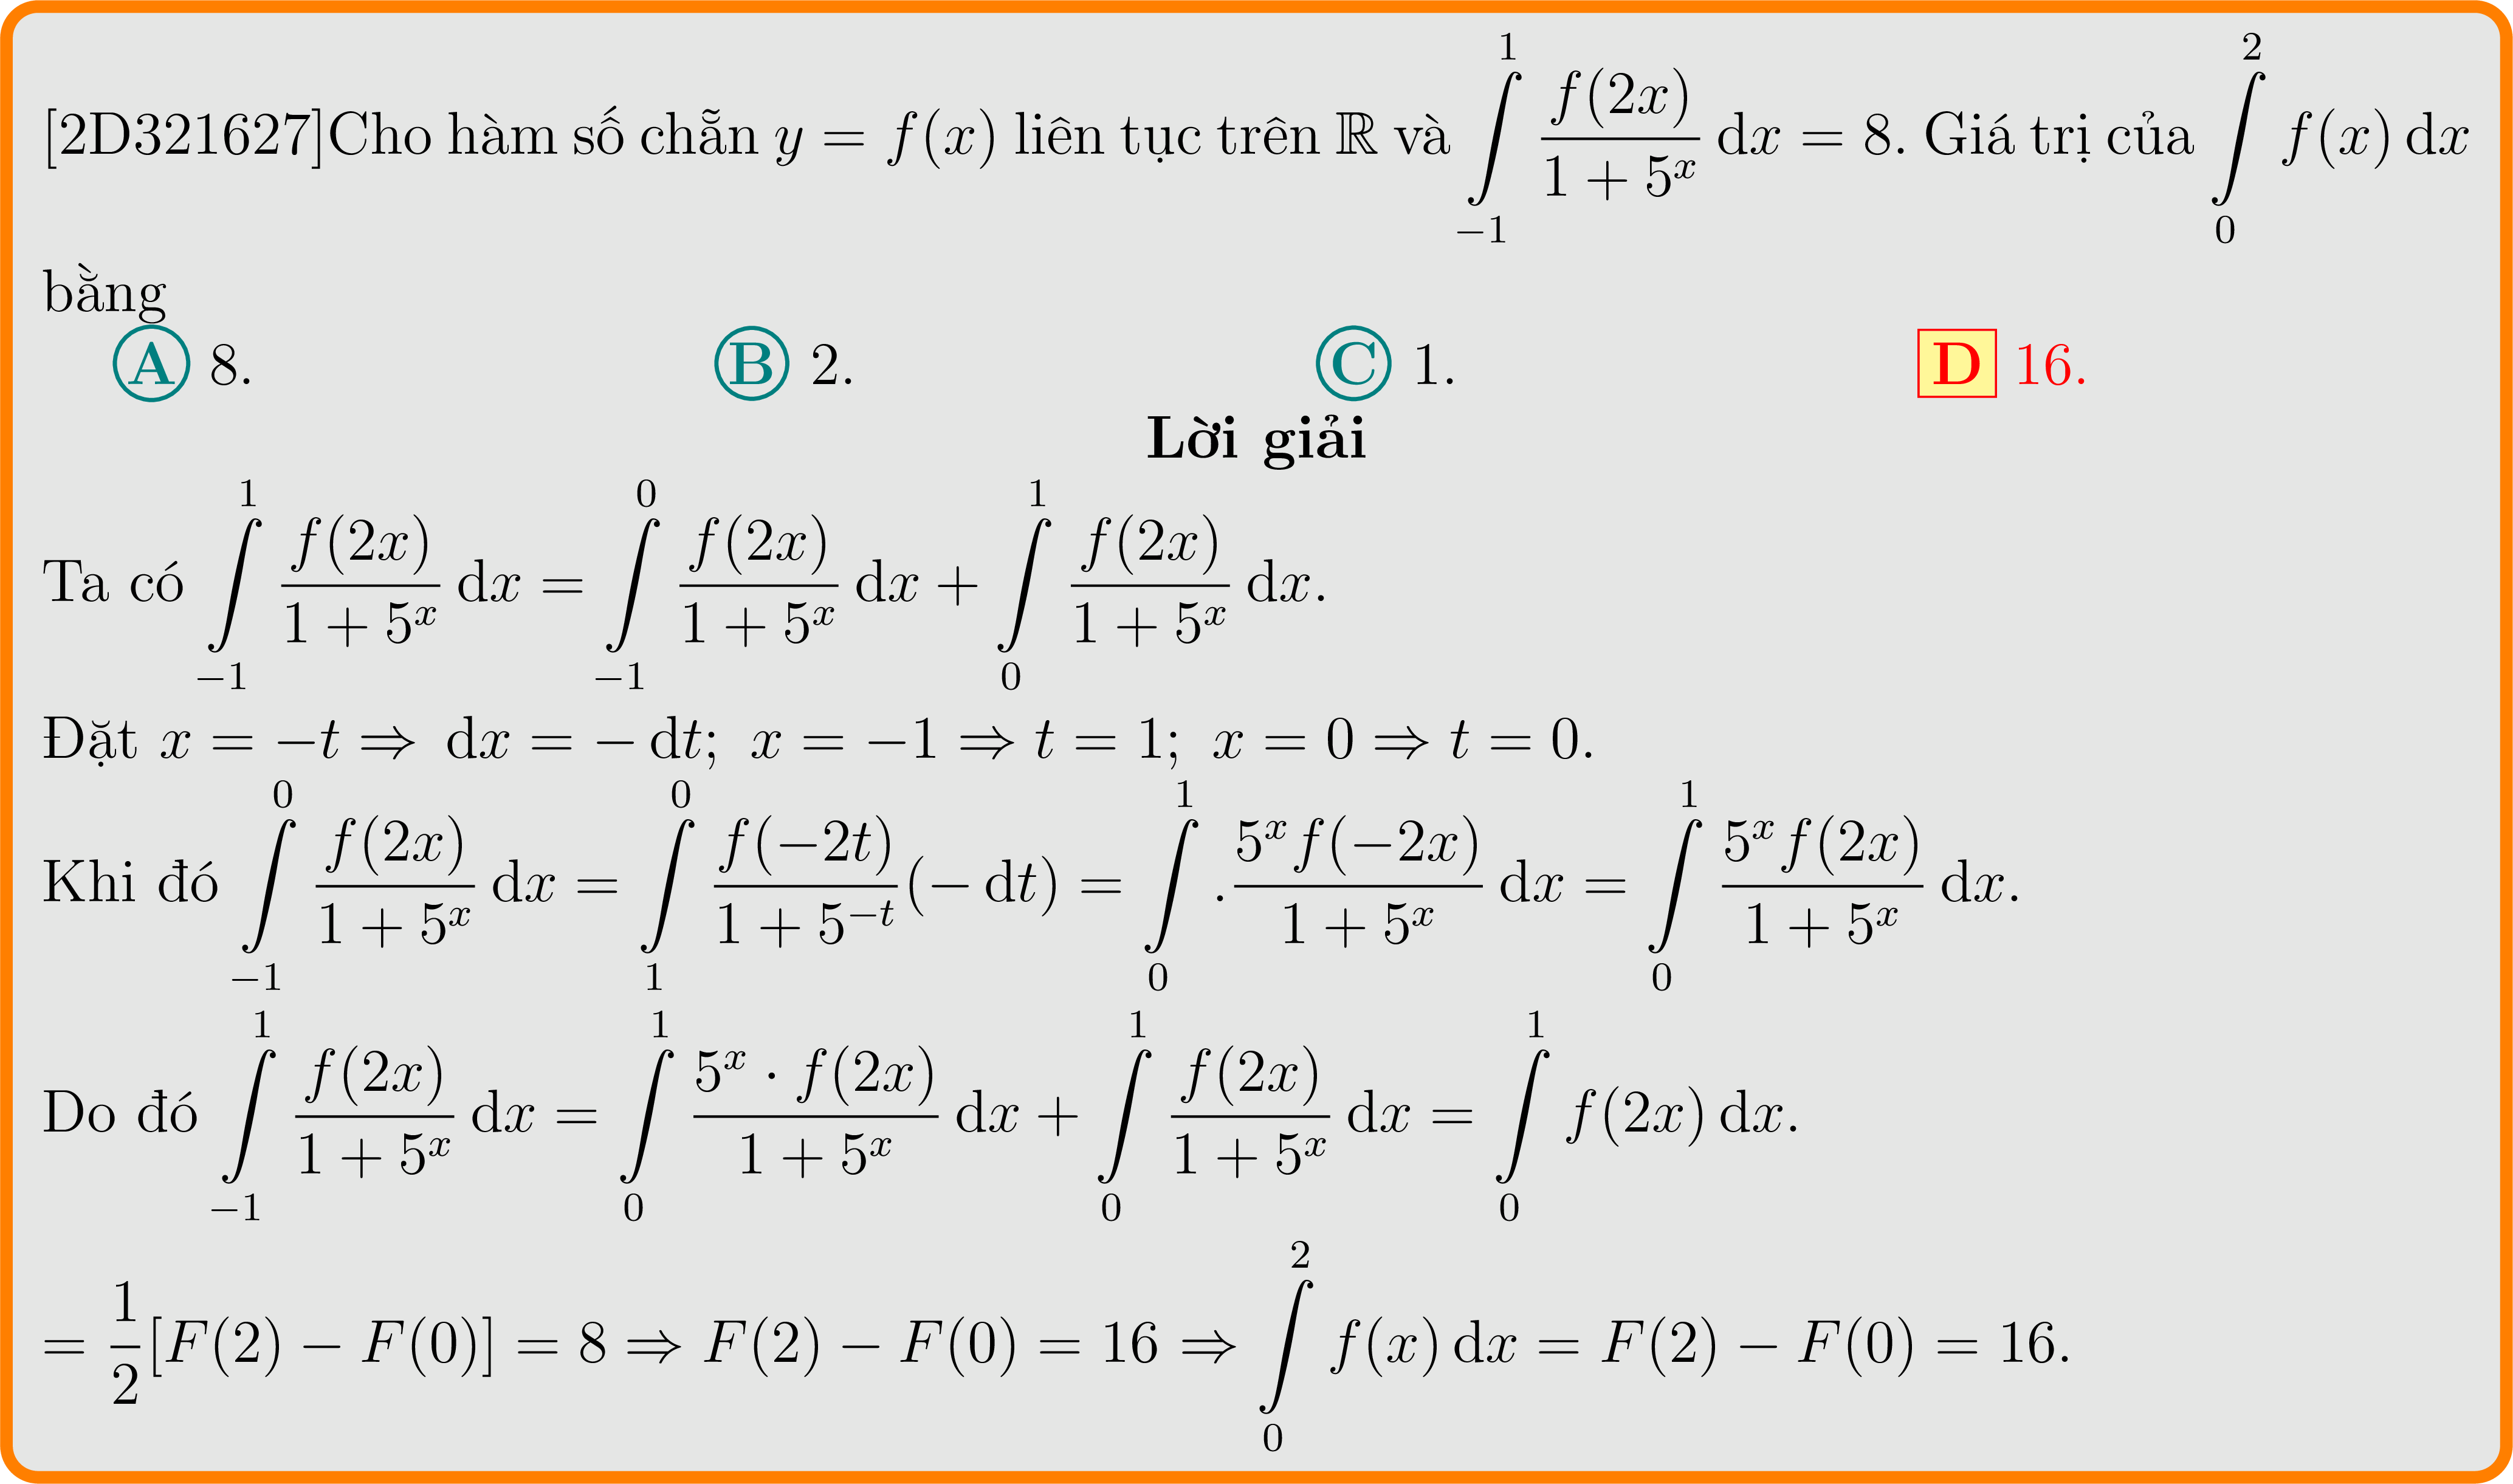 [2D321627]Cho hàm số chẵn $y = f(x)$ liên tục trên $\mathbb{R}$ và $\int\limits_{-1}^{1} \frac{f(2x)}{1+5^x}\,\mathrm{d}x = 8$. Giá trị của $\int\limits_{0}^{2} f(x)\,\mathrm{d}x$
bằng
A 8. B 2. C 1. D 16.
Lời giải
Ta có $\int\limits_{-1}^{1} \frac{f(2x)}{1+5^x}\,\mathrm{d}x = \int\limits_{-1}^{0} \frac{f(2x)}{1+5^x}\,\mathrm{d}x + \int\limits_{0}^{1} \frac{f(2x)}{1+5^x}\,\mathrm{d}x.$
Đặt $x = -t \Rightarrow \mathrm{d}x = -\,\mathrm{d}t;\ x = -1 \Rightarrow t = 1;\ x = 0 \Rightarrow t = 0.$
Khi đó $\int\limits_{-1}^{0} \frac{f(2x)}{1+5^x}\,\mathrm{d}x = \int\limits_{1}^{0} \frac{f(-2t)}{1+5^{-t}}(-\,\mathrm{d}t) = \int\limits_{0}^{1} .\frac{5^x f(-2x)}{1+5^x}\,\mathrm{d}x = \int\limits_{0}^{1} \frac{5^x f(2x)}{1+5^x}\,\mathrm{d}x.$
Do đó $\int\limits_{-1}^{1} \frac{f(2x)}{1+5^x}\,\mathrm{d}x = \int\limits_{0}^{1} \frac{5^x \cdot f(2x)}{1+5^x}\,\mathrm{d}x + \int\limits_{0}^{1} \frac{f(2x)}{1+5^x}\,\mathrm{d}x = \int\limits_{0}^{1} f(2x)\,\mathrm{d}x.$
$= \frac{1}{2}[F(2) - F(0)] = 8 \Rightarrow F(2) - F(0) = 16 \Rightarrow \int\limits_{0}^{2} f(x)\,\mathrm{d}x = F(2) - F(0) = 16.$